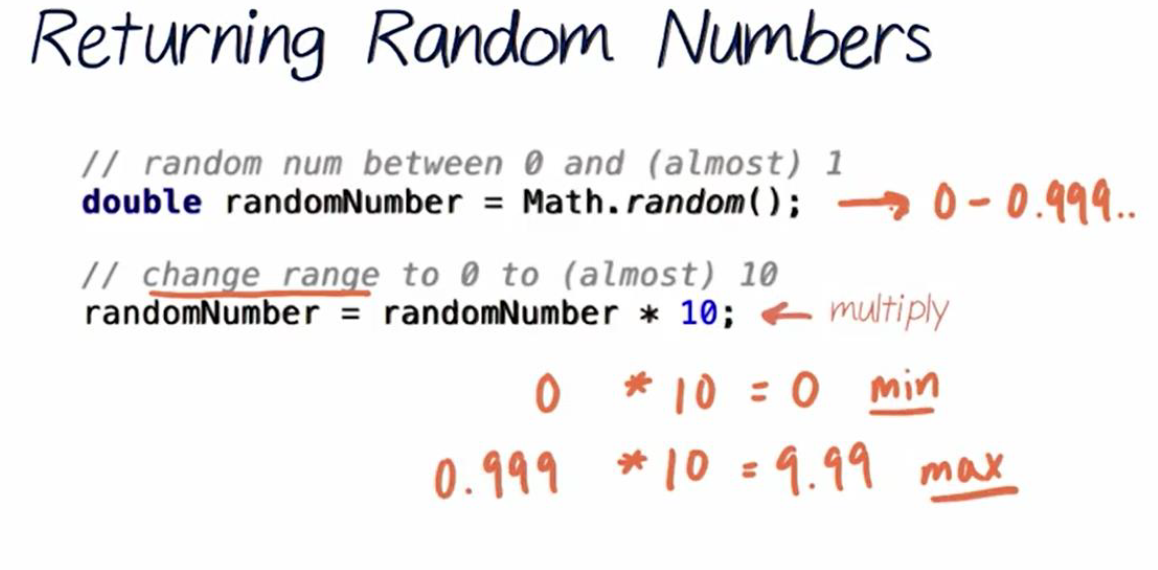 Returning Random Numbers
// random num between 0 and (almost) 1
double randomNumber = Math.random(); → 0 - 0.999..
// change range to 0 to (almost) 10
randomNumber = randomNumber * 10; ← multiply
0 * 10 = 0 min
0.999 * 10 = 9.99 max